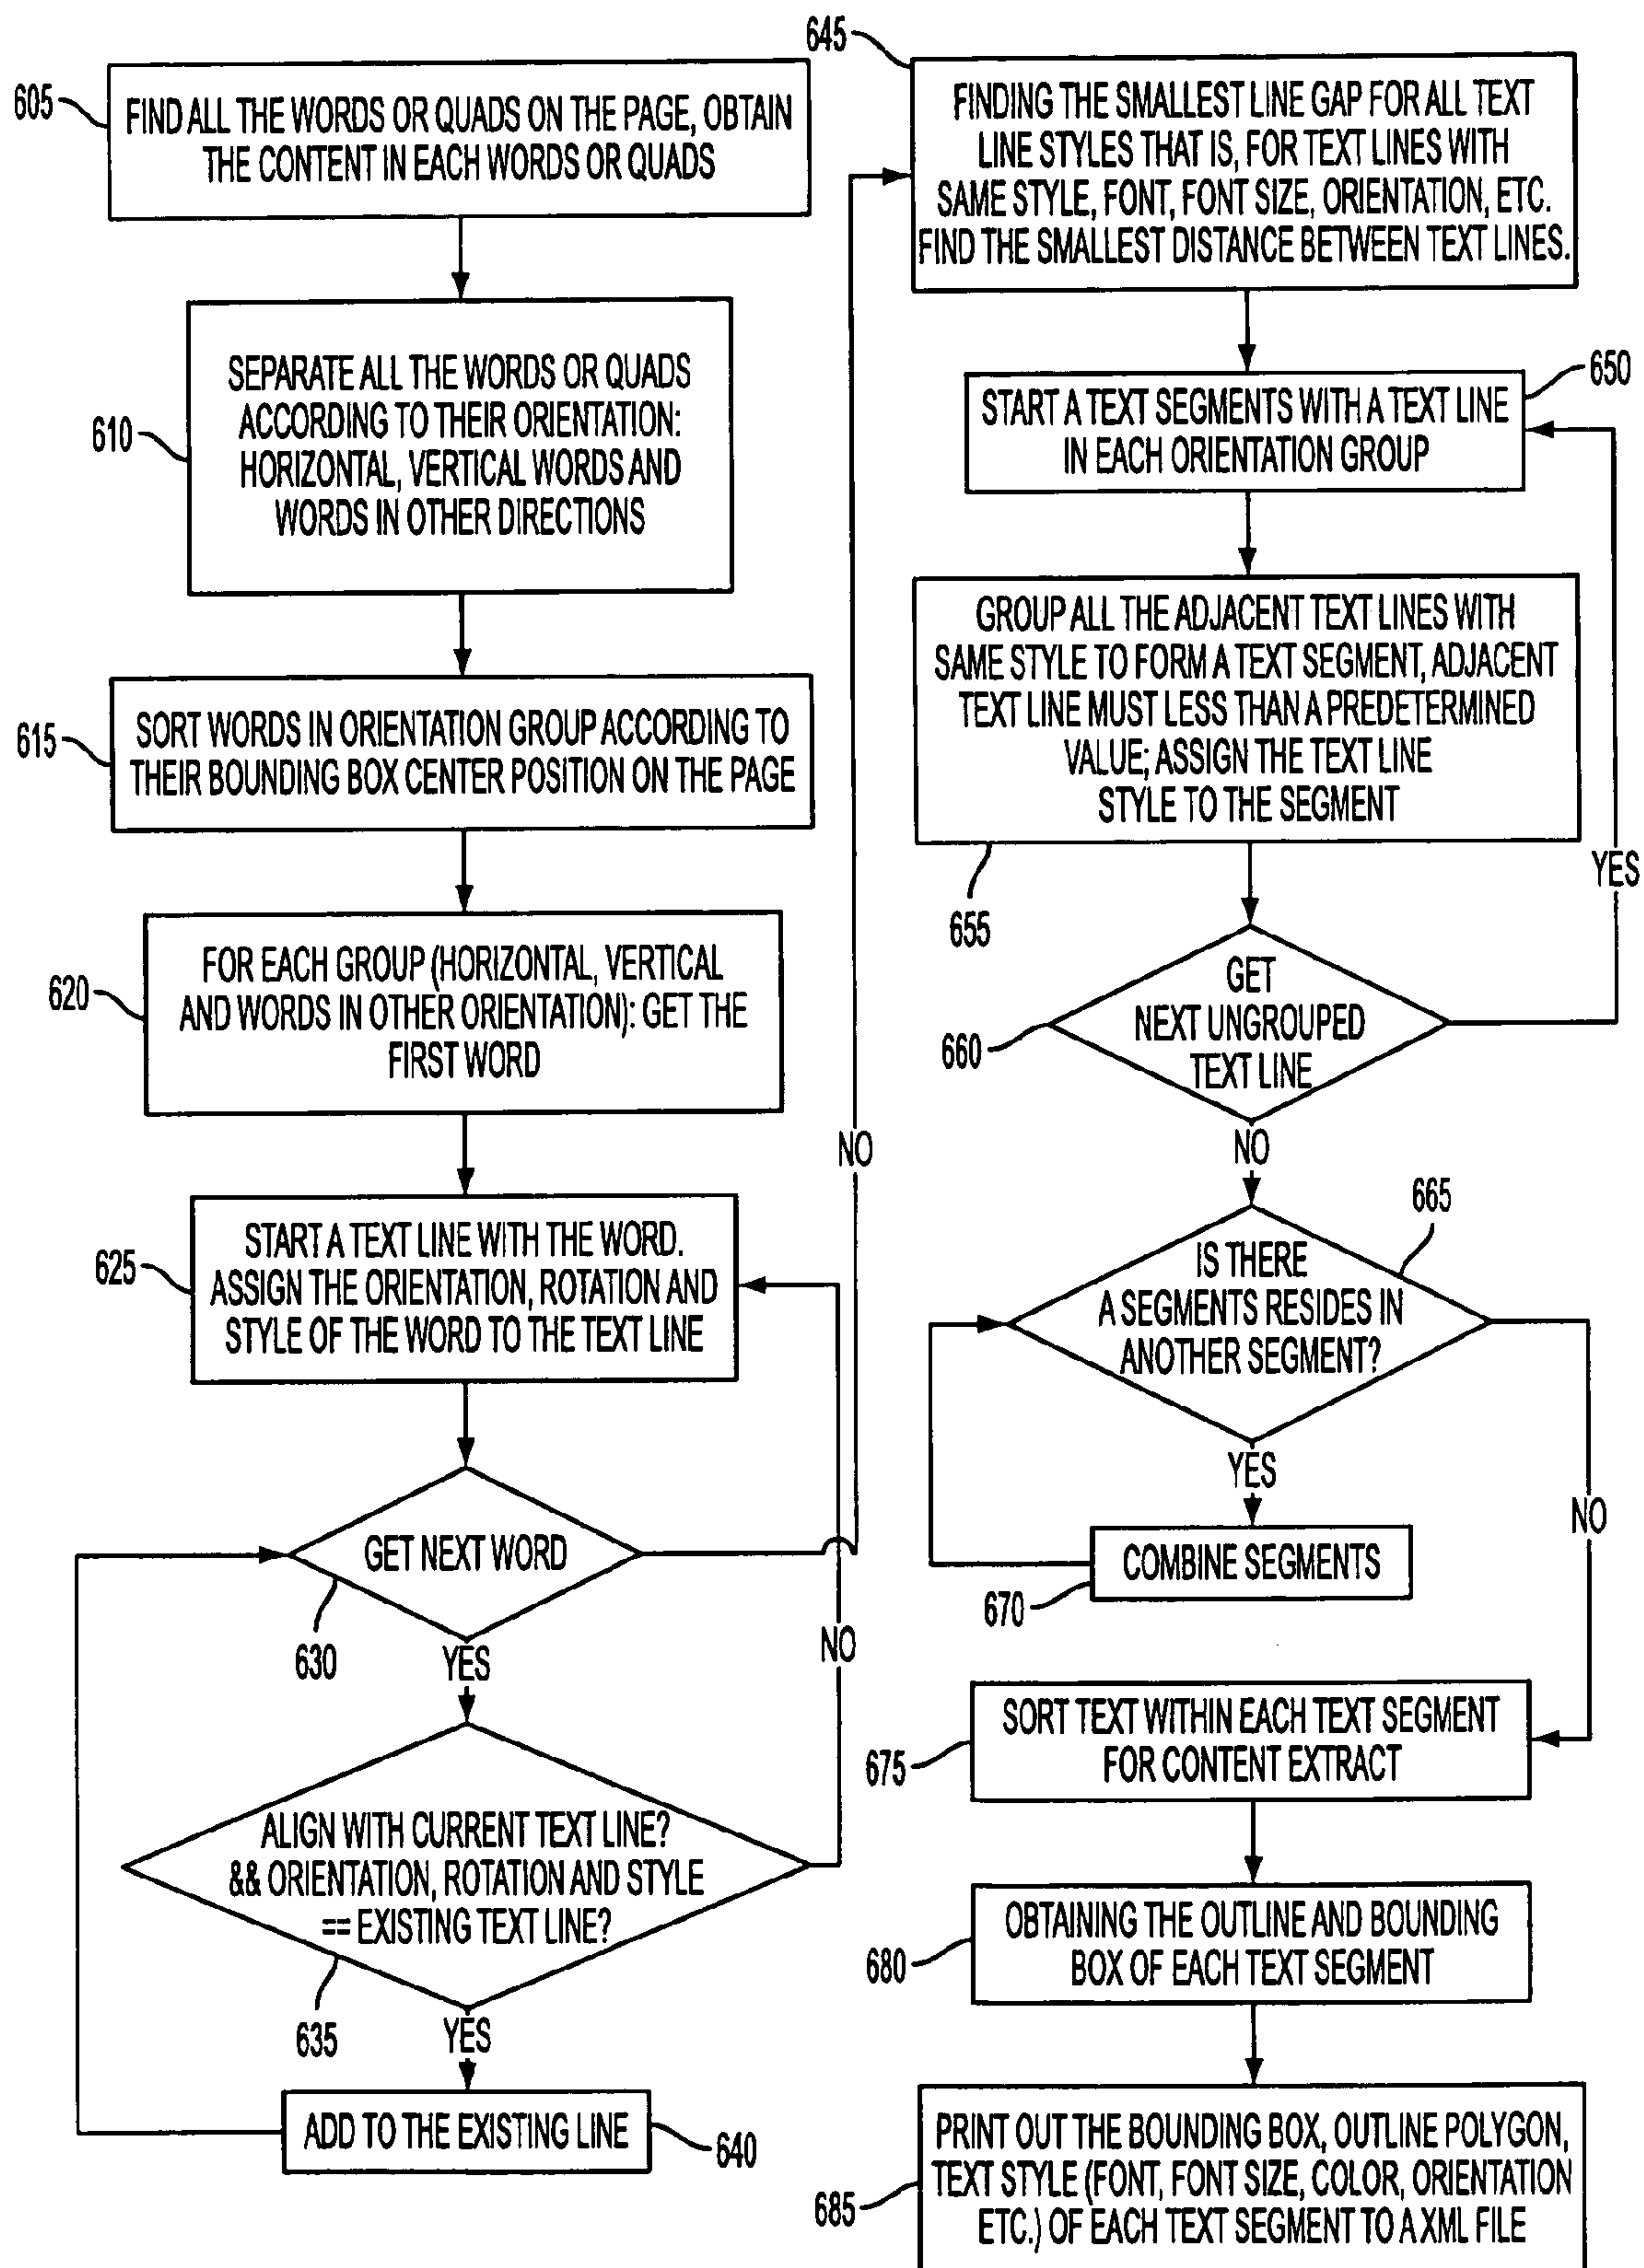 605
FIND ALL THE WORDS OR QUADS ON THE PAGE, OBTAIN
THE CONTENT IN EACH WORDS OR QUADS
610
SEPARATE ALL THE WORDS OR QUADS
ACCORDING TO THEIR ORIENTATION:
HORIZONTAL, VERTICAL WORDS AND
WORDS IN OTHER DIRECTIONS
615
SORT WORDS IN ORIENTATION GROUP ACCORDING TO
THEIR BOUNDING BOX CENTER POSITION ON THE PAGE
620
FOR EACH GROUP (HORIZONTAL, VERTICAL
AND WORDS IN OTHER ORIENTATION): GET THE
FIRST WORD
625
START A TEXT LINE WITH THE WORD.
ASSIGN THE ORIENTATION, ROTATION AND
STYLE OF THE WORD TO THE TEXT LINE
GET NEXT WORD
630
YES
NO
ALIGN WITH CURRENT TEXT LINE?
&& ORIENTATION, ROTATION AND STYLE
== EXISTING TEXT LINE?
635
YES
NO
ADD TO THE EXISTING LINE
640
645
FINDING THE SMALLEST LINE GAP FOR ALL TEXT
LINE STYLES THAT IS, FOR TEXT LINES WITH
SAME STYLE, FONT, FONT SIZE, ORIENTATION, ETC.
FIND THE SMALLEST DISTANCE BETWEEN TEXT LINES.
650
START A TEXT SEGMENTS WITH A TEXT LINE
IN EACH ORIENTATION GROUP
GROUP ALL THE ADJACENT TEXT LINES WITH
SAME STYLE TO FORM A TEXT SEGMENT, ADJACENT
TEXT LINE MUST LESS THAN A PREDETERMINED
VALUE; ASSIGN THE TEXT LINE
STYLE TO THE SEGMENT
655
YES
GET
NEXT UNGROUPED
TEXT LINE
660
NO
665
IS THERE
A SEGMENTS RESIDES IN
ANOTHER SEGMENT?
YES
NO
COMBINE SEGMENTS
670
SORT TEXT WITHIN EACH TEXT SEGMENT
FOR CONTENT EXTRACT
675
OBTAINING THE OUTLINE AND BOUNDING
BOX OF EACH TEXT SEGMENT
680
PRINT OUT THE BOUNDING BOX, OUTLINE POLYGON,
TEXT STYLE (FONT, FONT SIZE, COLOR, ORIENTATION
ETC.) OF EACH TEXT SEGMENT TO A XML FILE
685